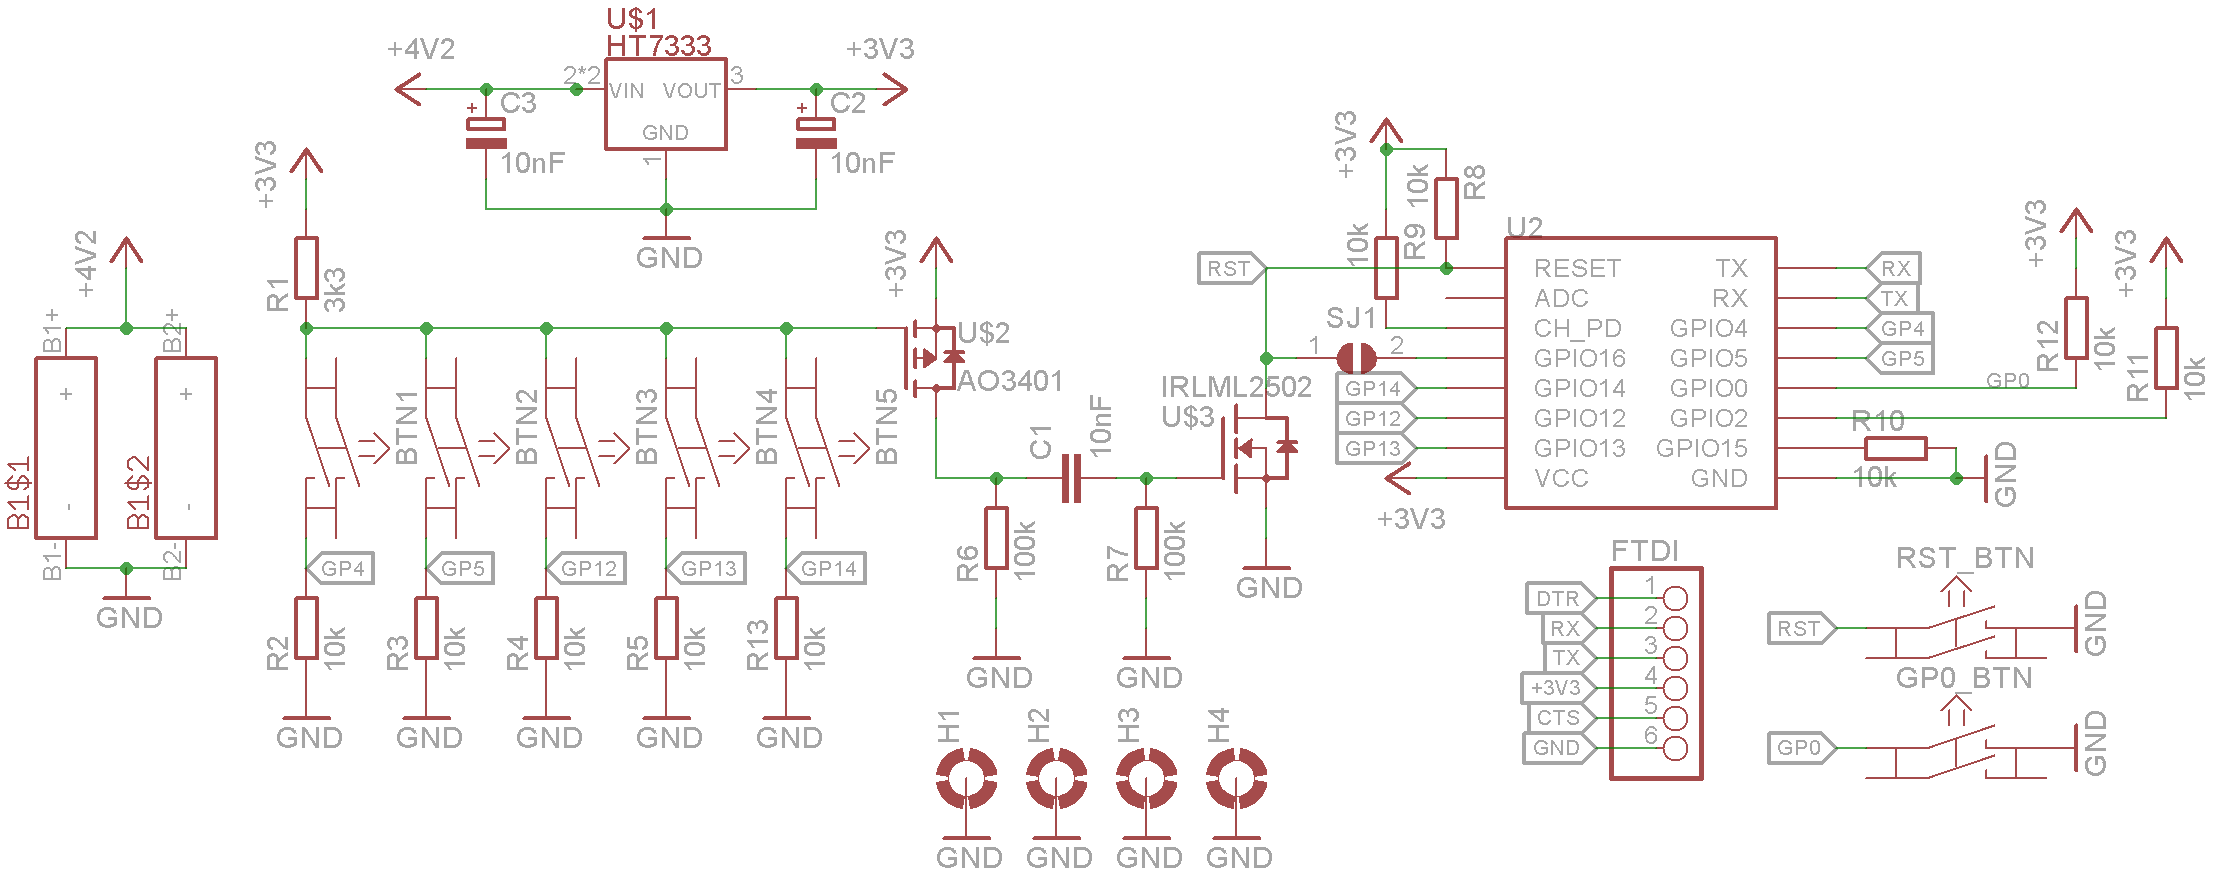 U$1
HT7333
+4V2
+3V3
2*2
VIN
VOUT
3
GND
1
C3
10nF
C2
10nF
GND
+4V2
B1+
B2+
+
+
-
-
B1$1
B1$2
B1-
B2-
GND
+3V3
R1
3k3
BTN1
BTN2
BTN3
BTN4
BTN5
GP4
GP5
GP12
GP13
GP14
R2
10k
R3
10k
R4
10k
R5
10k
R13
10k
GND
GND
GND
GND
GND
+3V3
U$2
AO3401
R6
100k
C1
10nF
R7
100k
GND
GND
IRLML2502
U$3
GND
RST
+3V3
10k
R8
10k
R9
SJ1
1
2
GP14
GP12
GP13
+3V3
U2
RESET
TX
ADC
RX
CH_PD
GPIO4
GPIO16
GPIO5
GPIO14
GPIO0
GPIO12
GPIO2
GPIO13
GPIO15
VCC
GND
RX
TX
GP4
GP5
GP0
+3V3
R12
10k
+3V3
R11
10k
R10
10k
GND
H1
H2
H3
H4
GND
GND
GND
GND
FTDI
DTR
1
RX
2
TX
3
+3V3
4
CTS
5
GND
6
RST_BTN
RST
GND
GP0_BTN
GP0
GND